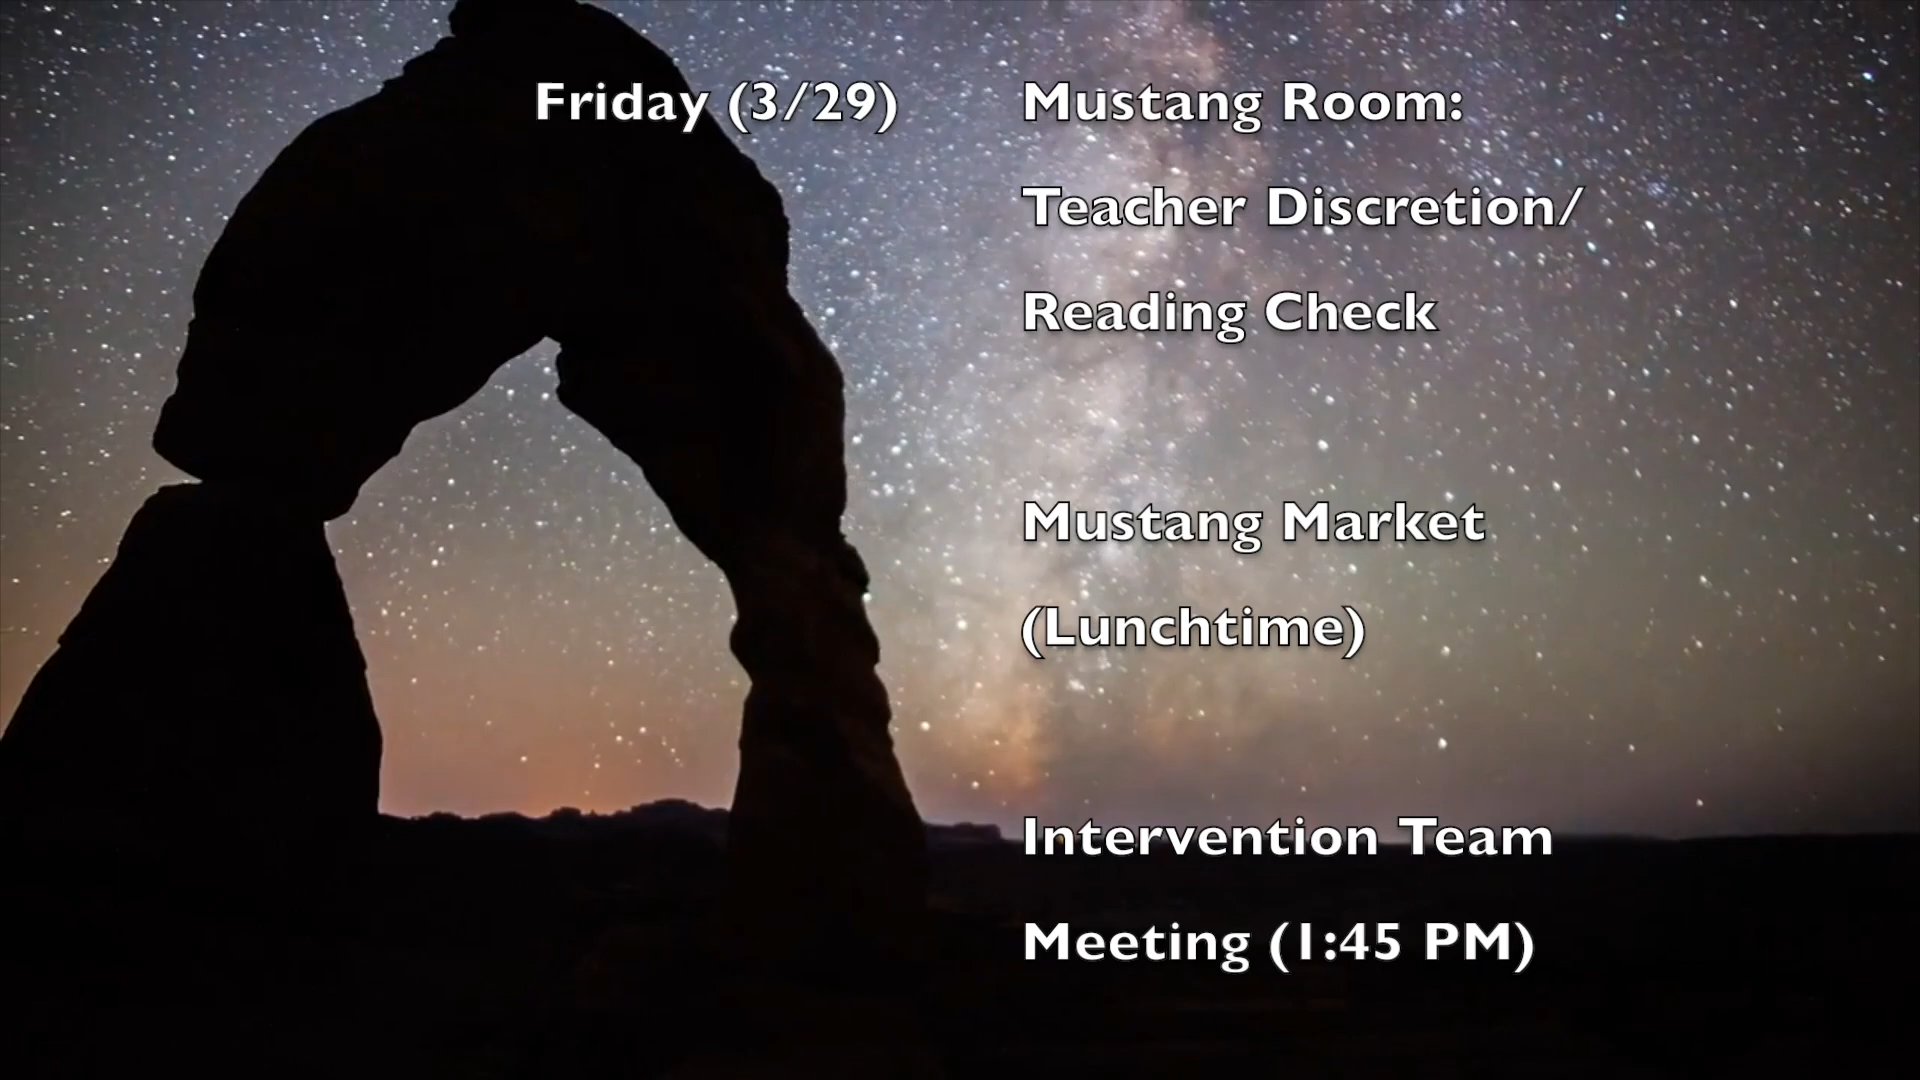 Friday (3/29)
Mustang Room:
Teacher Discretion/
Reading Check
Mustang Market
(Lunchtime)
Intervention Team
Meeting (1:45 PM)